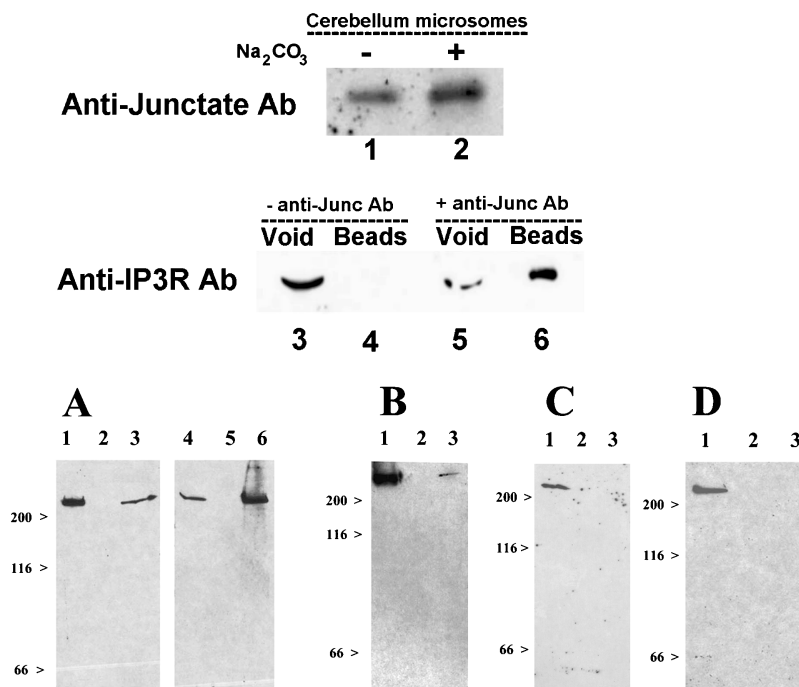 Cerebellum microsomes
Na2CO3 - +
Anti-Junctate Ab
1 2
- anti-Junc Ab + anti-Junc Ab
Void Beads Void Beads
Anti-IP3R Ab
3 4 5 6
A B C D
1 2 3 4 5 6 1 2 3 1 2 3 1 2 3
200 > 200 > 200 > 200 >
116 > 116 > 116 > 116 >
66 > 66 > 66 > 66 >